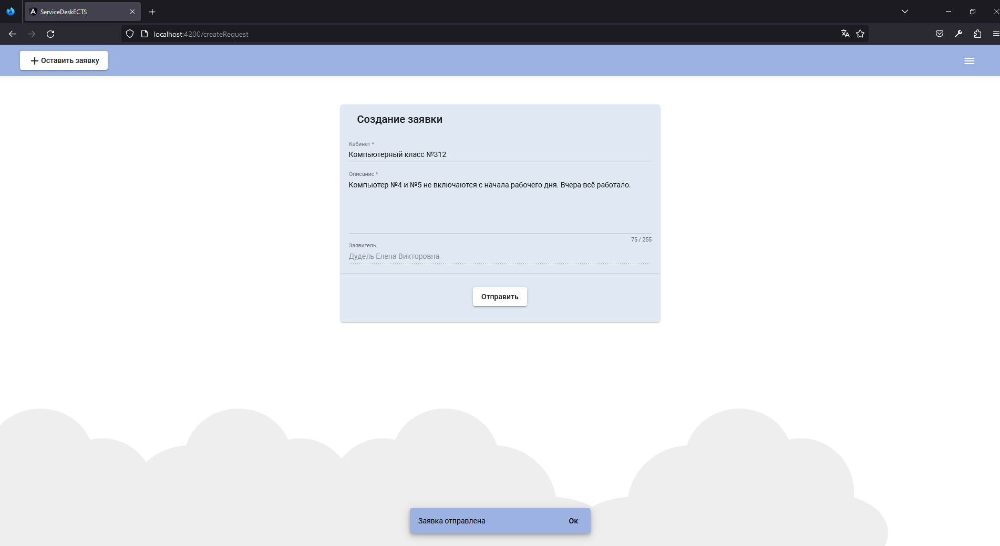 ServiceDeskECTS
localhost:4200/createRequest
Оставить заявку
Создание заявки
Кабинет *
Компьютерный класс №312
Описание *
Компьютер №4 и №5 не включаются с начала рабочего дня. Вчера всё работало.
75 / 255
Заявитель
Дудель Елена Викторовна
Отправить
Заявка отправлена Ок